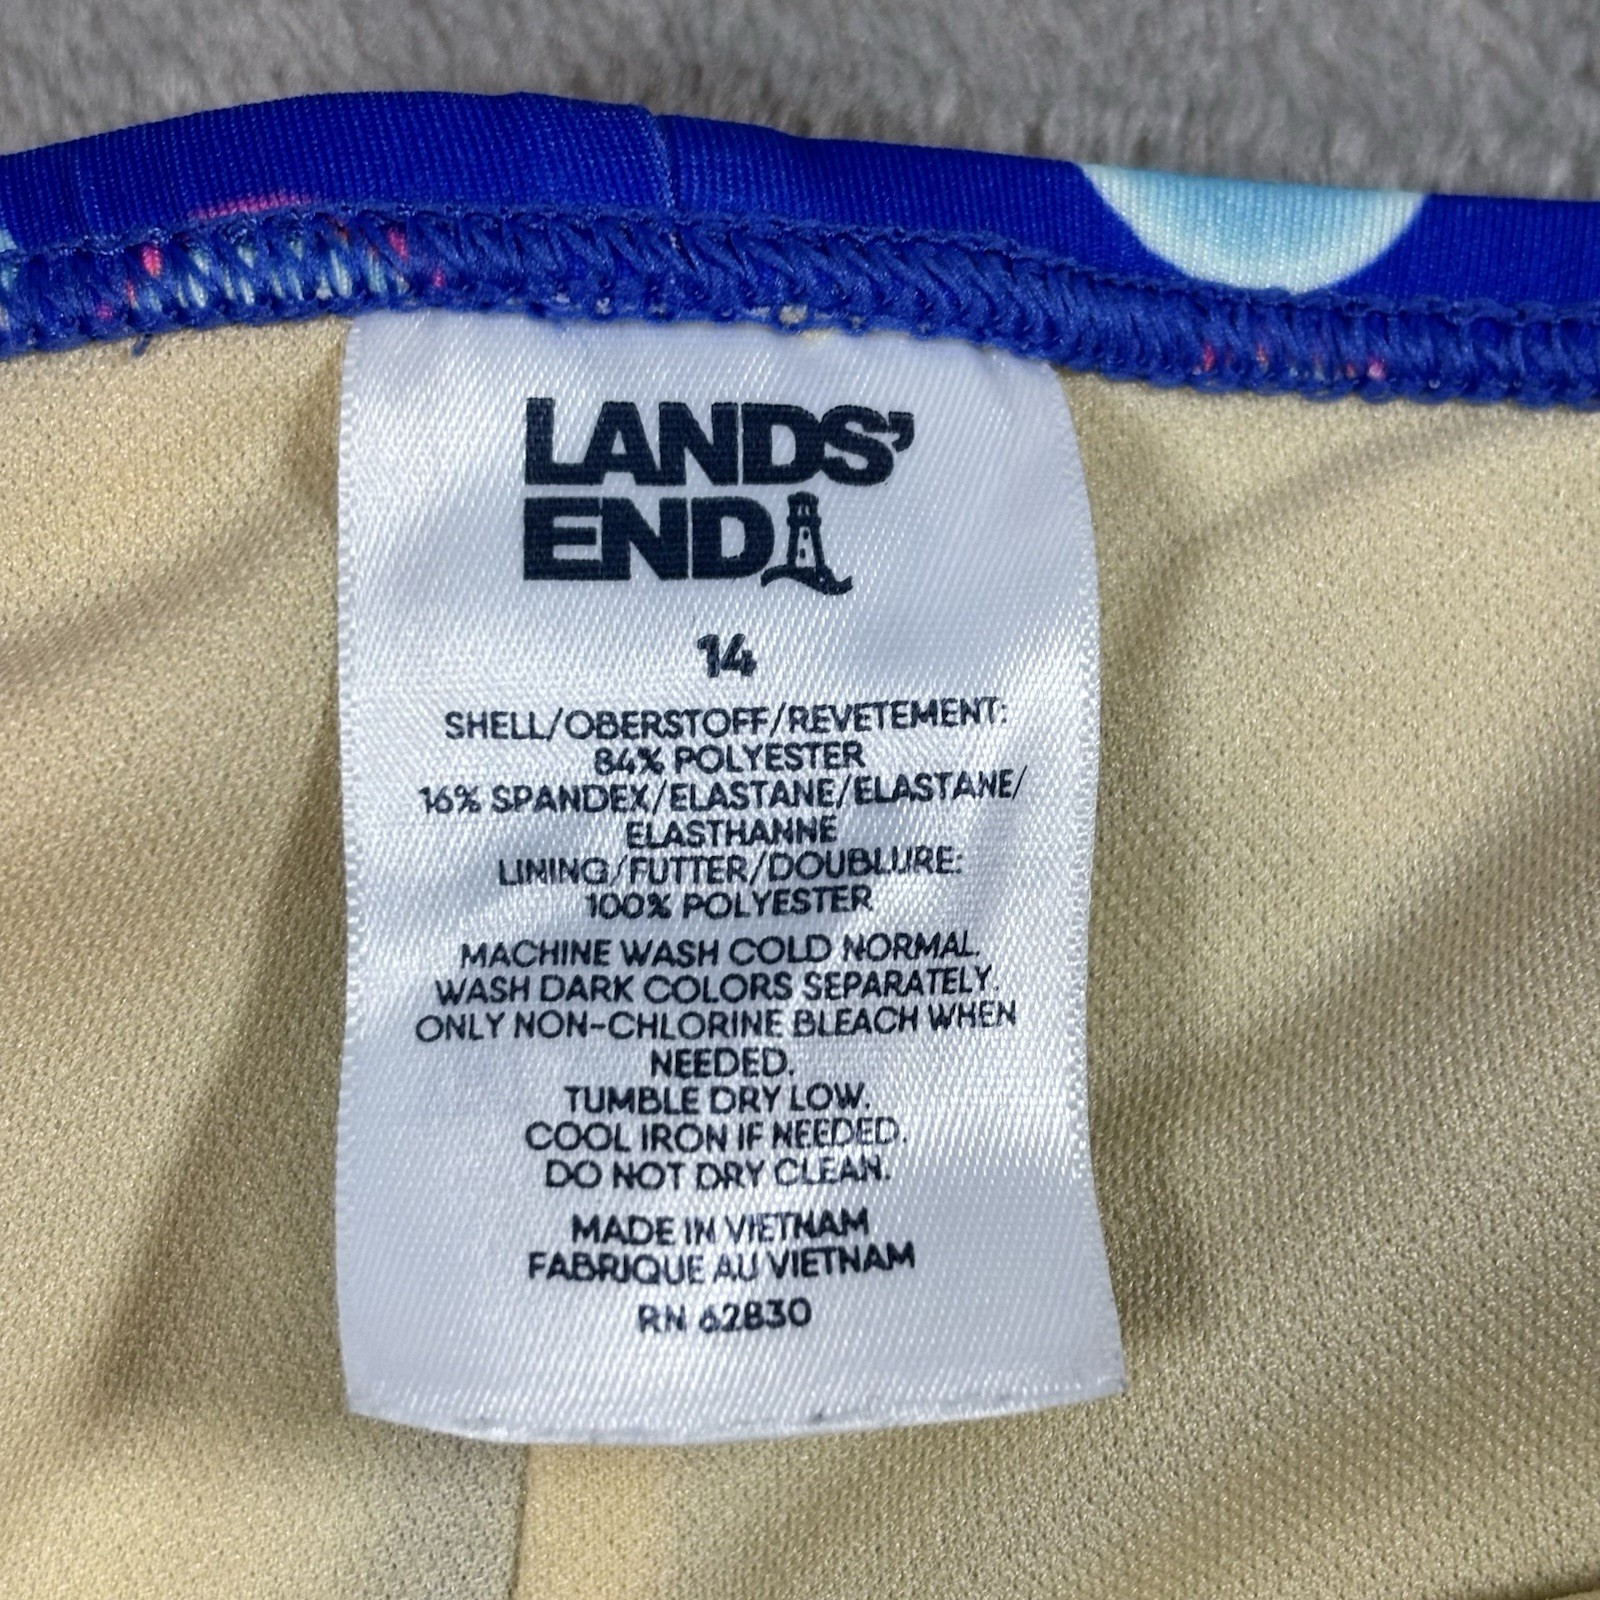 LANDS'
END
14
SHELL/OBERSTOFF/REVETEMENT:
84% POLYESTER
16% SPANDEX/ELASTANE/ELASTANE/
ELASTHANNE
LINING/FUTTER/DOUBLURE:
100% POLYESTER
MACHINE WASH COLD NORMAL.
WASH DARK COLORS SEPARATELY.
ONLY NON-CHLORINE BLEACH WHEN
NEEDED.
TUMBLE DRY LOW.
COOL IRON IF NEEDED.
DO NOT DRY CLEAN.
MADE IN VIETNAM
FABRIQUE AU VIETNAM
RN 62830